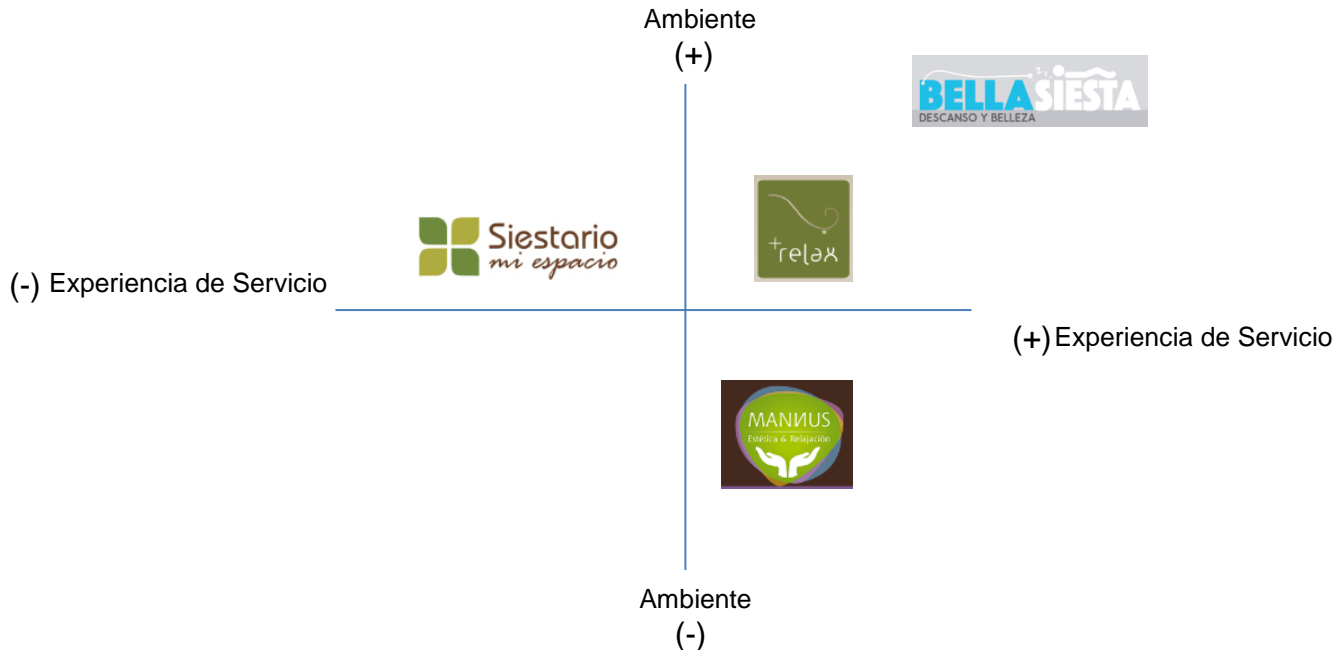 Ambiente
(+)
BELLASIESTA
DESCANSO Y BELLEZA
+relax
Siestario
mi espacio
(-) Experiencia de Servicio
(+) Experiencia de Servicio
MANNUS
Estética & Relajación
Ambiente
(-)